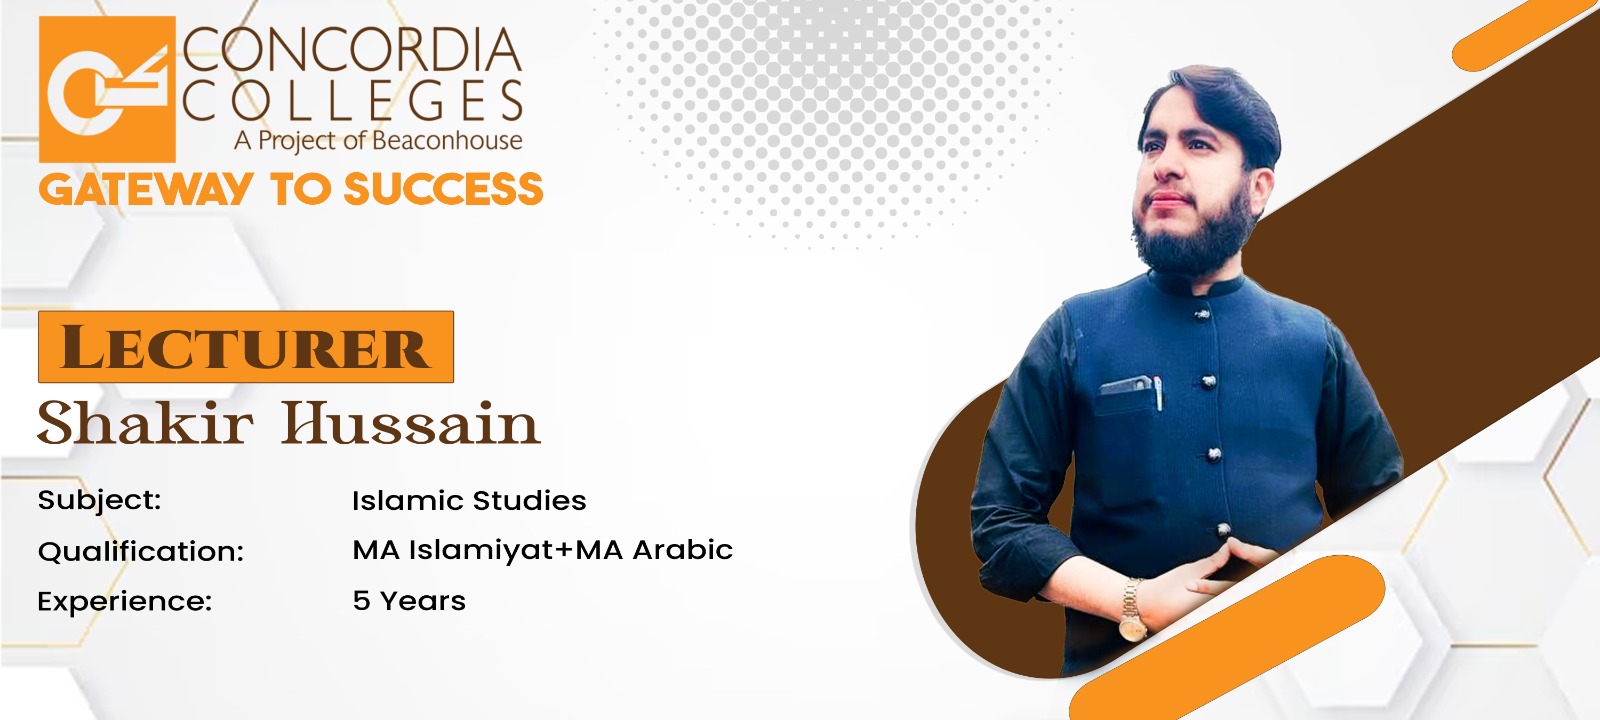 CONCORDIA
COLLEGES
A Project of Beaconhouse
GATEWAY TO SUCCESS
LECTURER
Shakir Hussain
Subject: Islamic Studies
Qualification: MA Islamiyat+MA Arabic
Experience: 5 Years